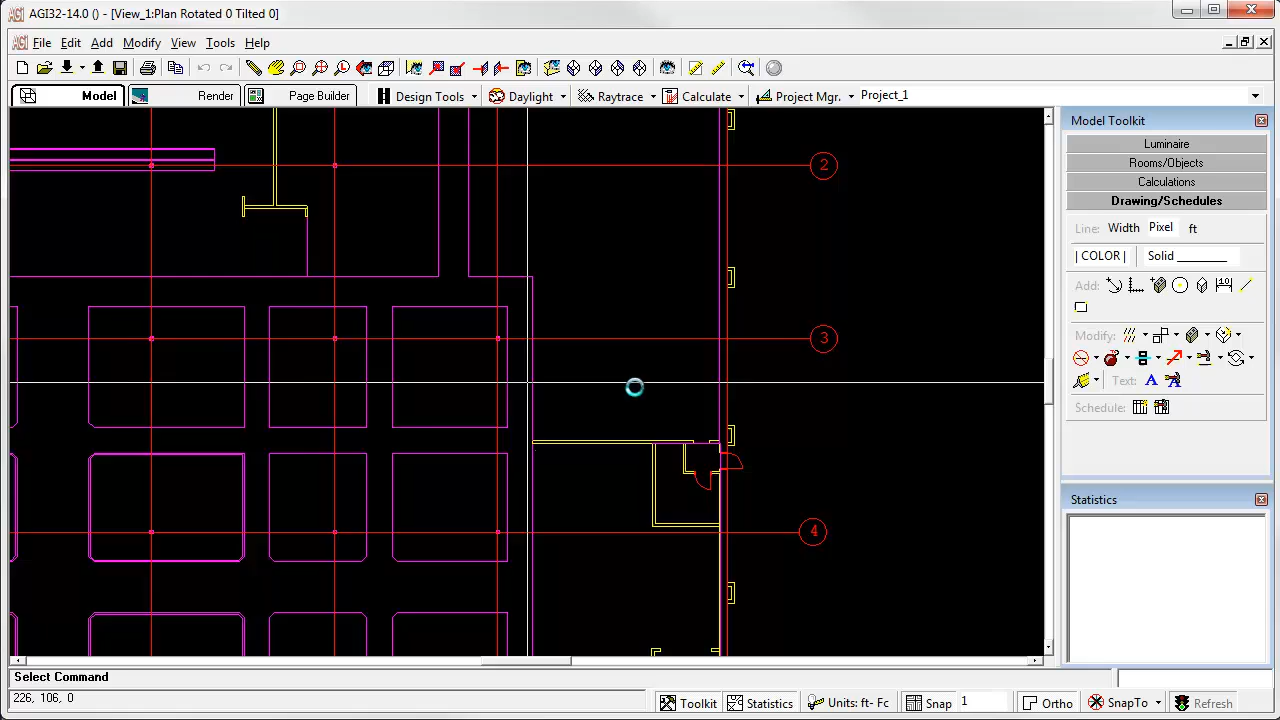 AGI32-14.0 () - [View_1:Plan Rotated 0 Tilted 0]
File Edit Add Modify View Tools Help
Model Render Page Builder Design Tools Daylight Raytrace Calculate Project Mgr. Project_1
2
3
4
Model Toolkit
Luminaire
Rooms/Objects
Calculations
Drawing/Schedules
Line: Width Pixel ft
| COLOR | Solid
Add:
10
Modify:
Text: A
Schedule:
Statistics
Select Command
226, 106, 0
Toolkit Statistics Units: ft- Fc Snap 1 Ortho SnapTo Refresh